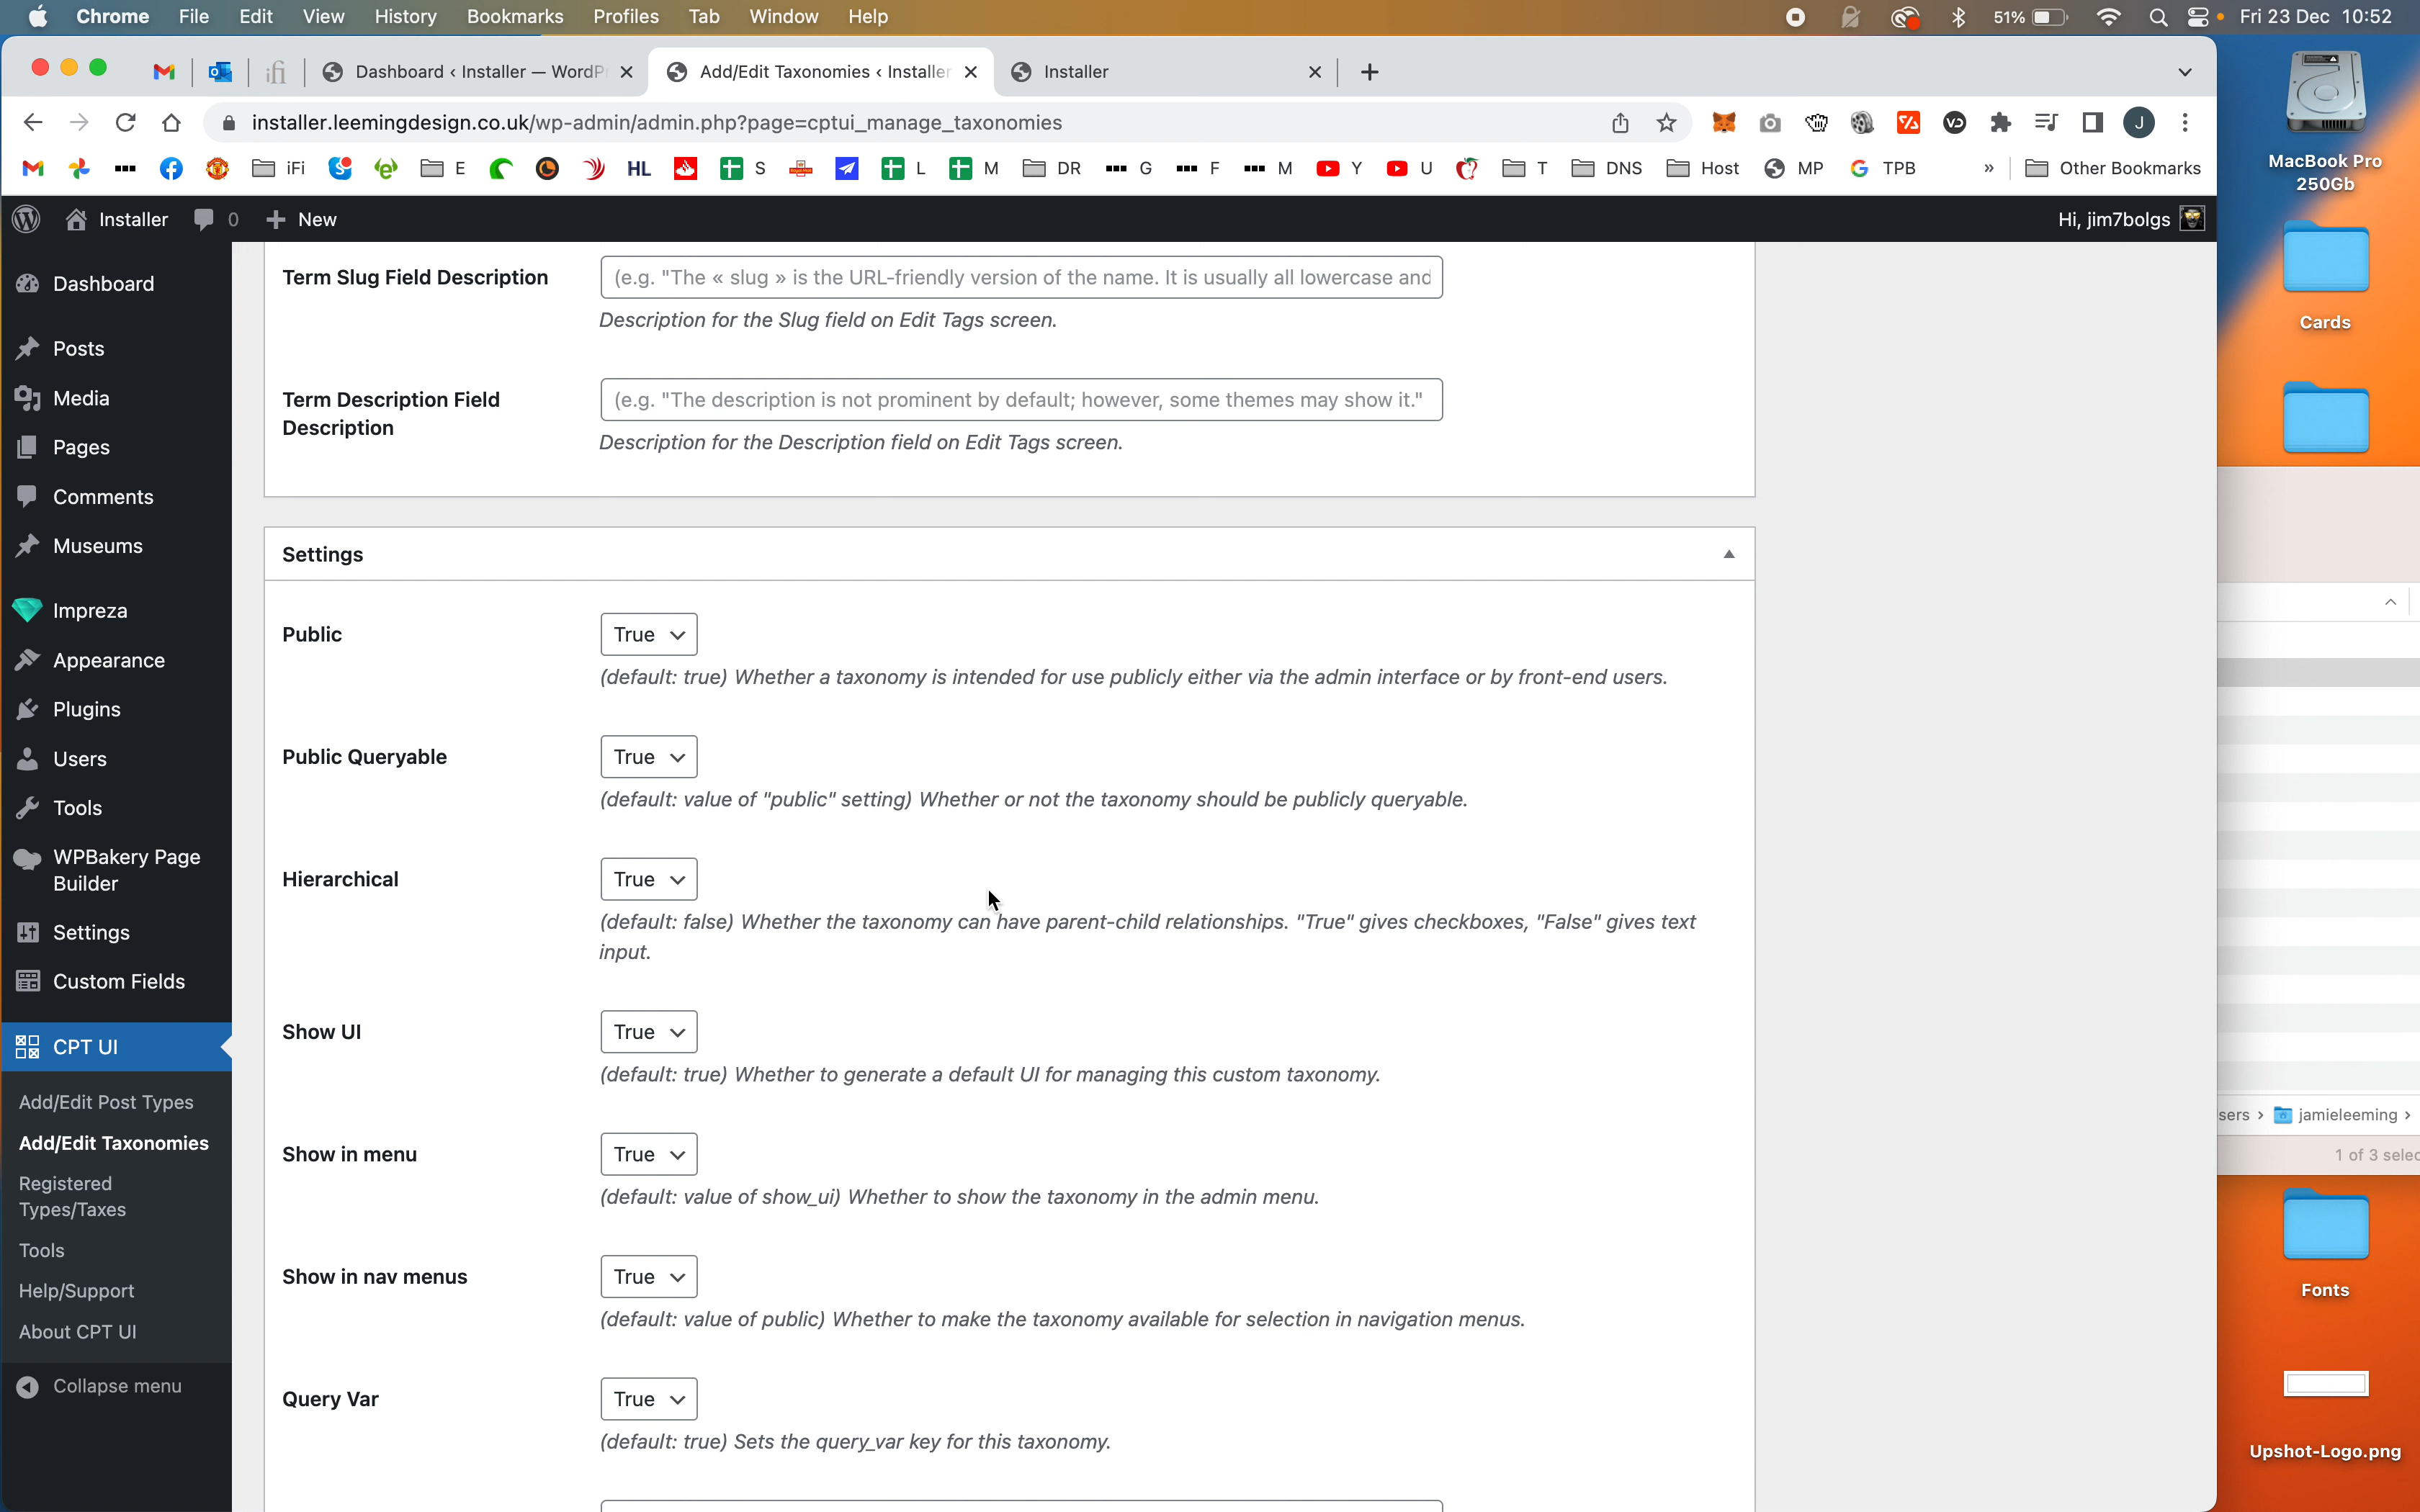 Chrome File Edit View History Bookmarks Profiles Tab Window Help 51% Fri 23 Dec 10:52
ifi Dashboard ‹ Installer — WordP Add/Edit Taxonomies ‹ Installer Installer
installer.leemingdesign.co.uk/wp-admin/admin.php?page=cptui_manage_taxonomies J
iFi E HL S L M DR G F M Y U T DNS Host MP TPB » Other Bookmarks
Installer 0 New Hi, jim7bolgs
Dashboard
Posts
Media
Pages
Comments
Museums
Impreza
Appearance
Plugins
Users
Tools
WPBakery Page
Builder
Settings
Custom Fields
CPT UI
Add/Edit Post Types
Add/Edit Taxonomies
Registered
Types/Taxes
Tools
Help/Support
About CPT UI
Collapse menu
Term Slug Field Description
(e.g. "The « slug » is the URL-friendly version of the name. It is usually all lowercase and
Description for the Slug field on Edit Tags screen.
Term Description Field
Description
(e.g. "The description is not prominent by default; however, some themes may show it."
Description for the Description field on Edit Tags screen.
Settings
Public
True
(default: true) Whether a taxonomy is intended for use publicly either via the admin interface or by front-end users.
Public Queryable
True
(default: value of "public" setting) Whether or not the taxonomy should be publicly queryable.
Hierarchical
True
(default: false) Whether the taxonomy can have parent-child relationships. "True" gives checkboxes, "False" gives text
input.
Show UI
True
(default: true) Whether to generate a default UI for managing this custom taxonomy.
Show in menu
True
(default: value of show_ui) Whether to show the taxonomy in the admin menu.
Show in nav menus
True
(default: value of public) Whether to make the taxonomy available for selection in navigation menus.
Query Var
True
(default: true) Sets the query_var key for this taxonomy.
MacBook Pro
250Gb
Cards
sers › jamieleeming ›
1 of 3 selec
Fonts
Upshot-Logo.png